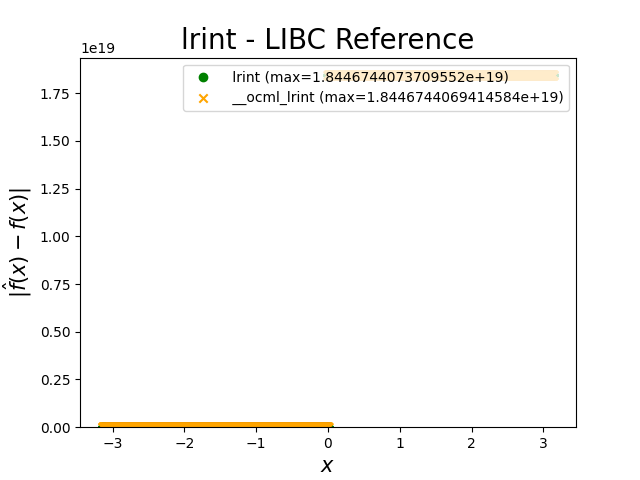 lrint - LIBC Reference
1e19
lrint (max=1.8446744073709552e+19)
__ocml_lrint (max=1.8446744069414584e+19)
1.75
1.50
1.25
1.00
0.75
0.50
0.25
0.00
|f̂(x) − f(x)|
−3
−2
−1
0
1
2
3
x